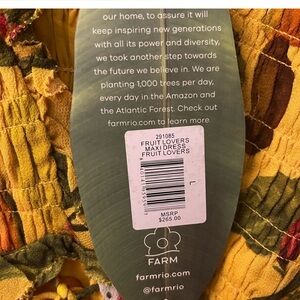 our home, to assure it will
keep inspiring new generations
with all its power and diversity,
we took another step towards
the future we believe in. We are
planting 1,000 trees per day,
every day in the Amazon and
the Atlantic Forest. Check out
farmrio.com to learn more
291085
FRUIT LOVERS
MAXI DRESS
FRUIT LOVERS
L
MSRP
$265.00
FARM
farmrio.com
@farmrio